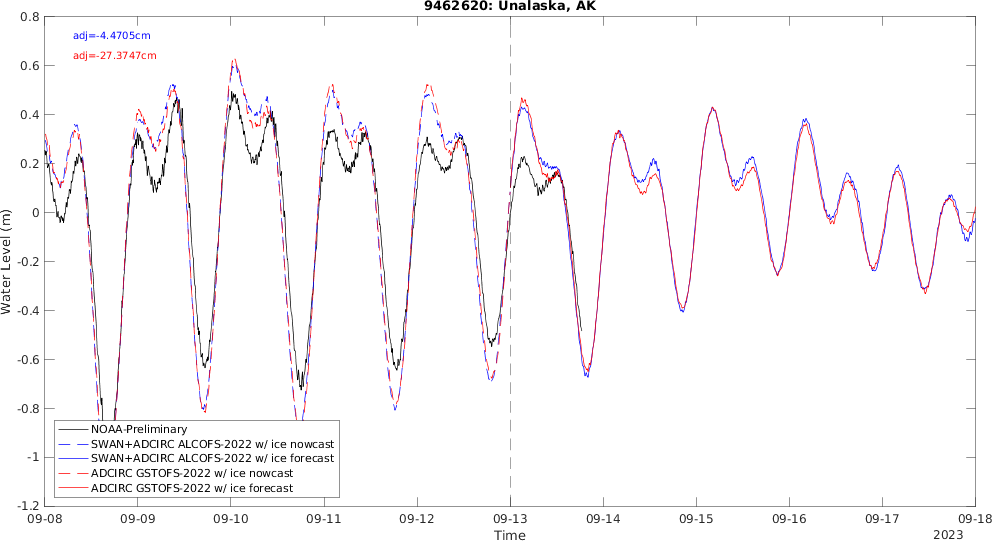 9462620: Unalaska, AK
adj=-4.4705cm
adj=-27.3747cm
Water Level (m)
0.8
0.6
0.4
0.2
0
-0.2
-0.4
-0.6
-0.8
-1
-1.2
NOAA-Preliminary
SWAN+ADCIRC ALCOFS-2022 w/ ice nowcast
SWAN+ADCIRC ALCOFS-2022 w/ ice forecast
ADCIRC GSTOFS-2022 w/ ice nowcast
ADCIRC GSTOFS-2022 w/ ice forecast
09-08 09-09 09-10 09-11 09-12 09-13 09-14 09-15 09-16 09-17 09-18
Time
2023